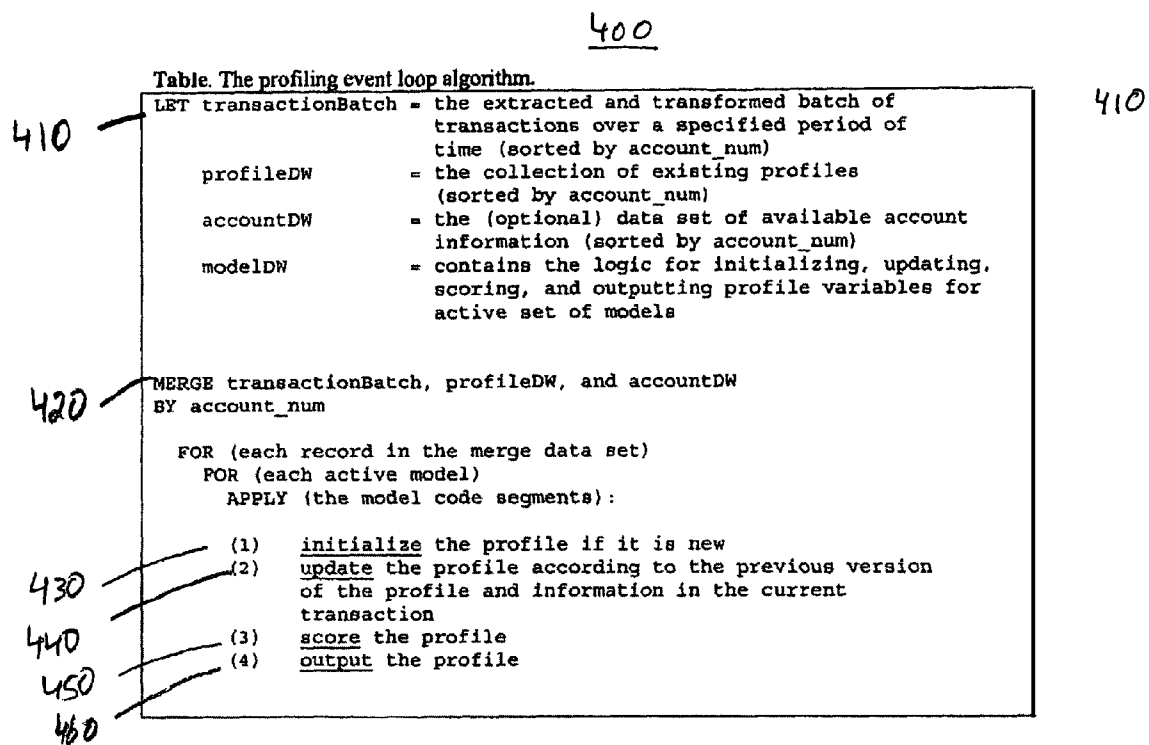 400
Table. The profiling event loop algorithm.
LET transactionBatch = the extracted and transformed batch of
transactions over a specified period of
time (sorted by account_num)
410
410
profileDW = the collection of existing profiles
(sorted by account_num)
accountDW = the (optional) data set of available account
information (sorted by account_num)
modelDW = contains the logic for initializing, updating,
scoring, and outputting profile variables for
active set of models
420
MERGE transactionBatch, profileDW, and accountDW
BY account_num
FOR (each record in the merge data set)
FOR (each active model)
APPLY (the model code segments):
(1) initialize the profile if it is new
430
(2) update the profile according to the previous version
of the profile and information in the current
transaction
440
(3) score the profile
450
(4) output the profile
460